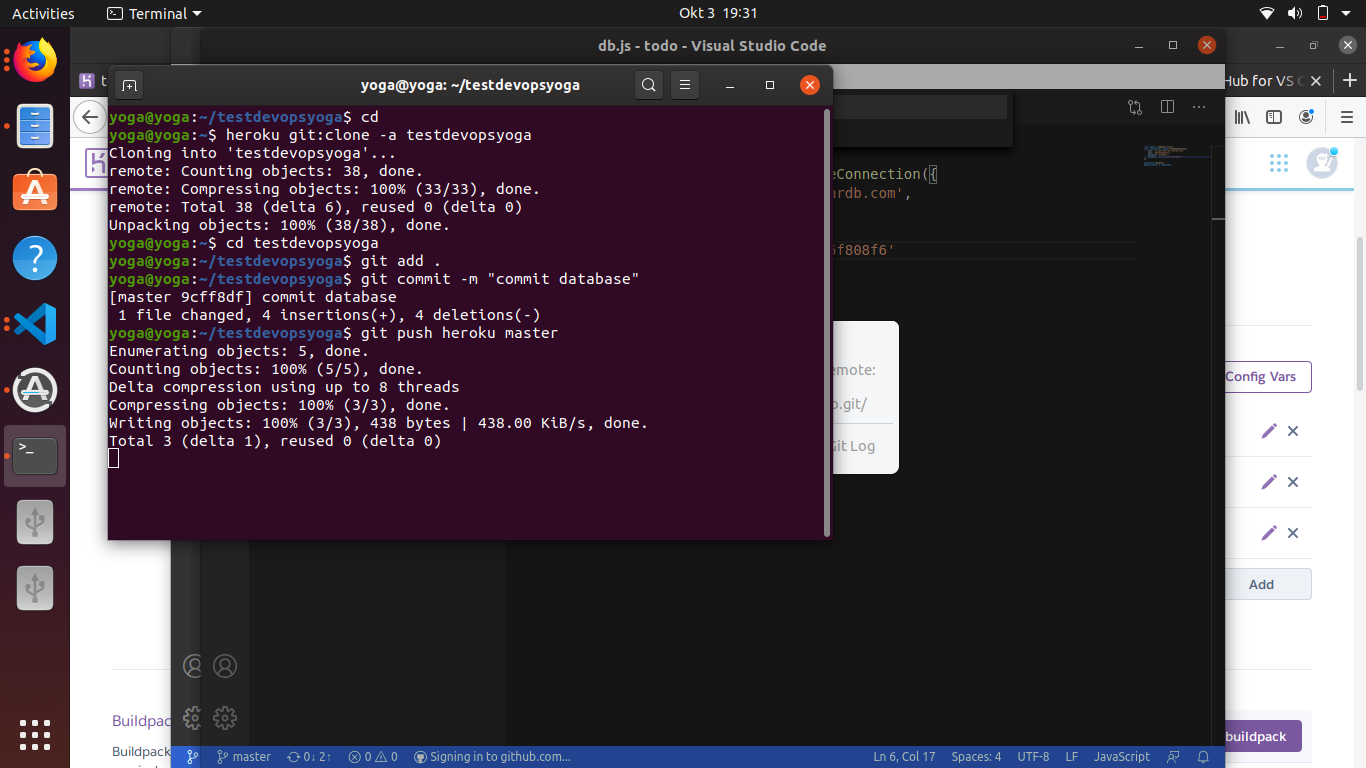 Activities
Terminal
Okt 3 19:31
db.js - todo - Visual Studio Code
yoga@yoga: ~/testdevopsyoga
t
Hub for VS C
yoga@yoga:~/testdevopsyoga$ cd
yoga@yoga:~$ heroku git:clone -a testdevopsyoga
Cloning into 'testdevopsyoga'...
remote: Counting objects: 38, done.
remote: Compressing objects: 100% (33/33), done.
remote: Total 38 (delta 6), reused 0 (delta 0)
Unpacking objects: 100% (38/38), done.
yoga@yoga:~$ cd testdevopsyoga
yoga@yoga:~/testdevopsyoga$ git add .
yoga@yoga:~/testdevopsyoga$ git commit -m "commit database"
[master 9cff8df] commit database
1 file changed, 4 insertions(+), 4 deletions(-)
yoga@yoga:~/testdevopsyoga$ git push heroku master
Enumerating objects: 5, done.
Counting objects: 100% (5/5), done.
Delta compression using up to 8 threads
Compressing objects: 100% (3/3), done.
Writing objects: 100% (3/3), 438 bytes | 438.00 KiB/s, done.
Total 3 (delta 1), reused 0 (delta 0)
eConnection({
ardb.com',
5f808f6'
emote:
o.git/
Git Log
Config Vars
Add
Buildpac
Buildpack
buildpack
master
0↓ 2↑
0
0
Signing in to github.com...
Ln 6, Col 17
Spaces: 4
UTF-8
LF
JavaScript